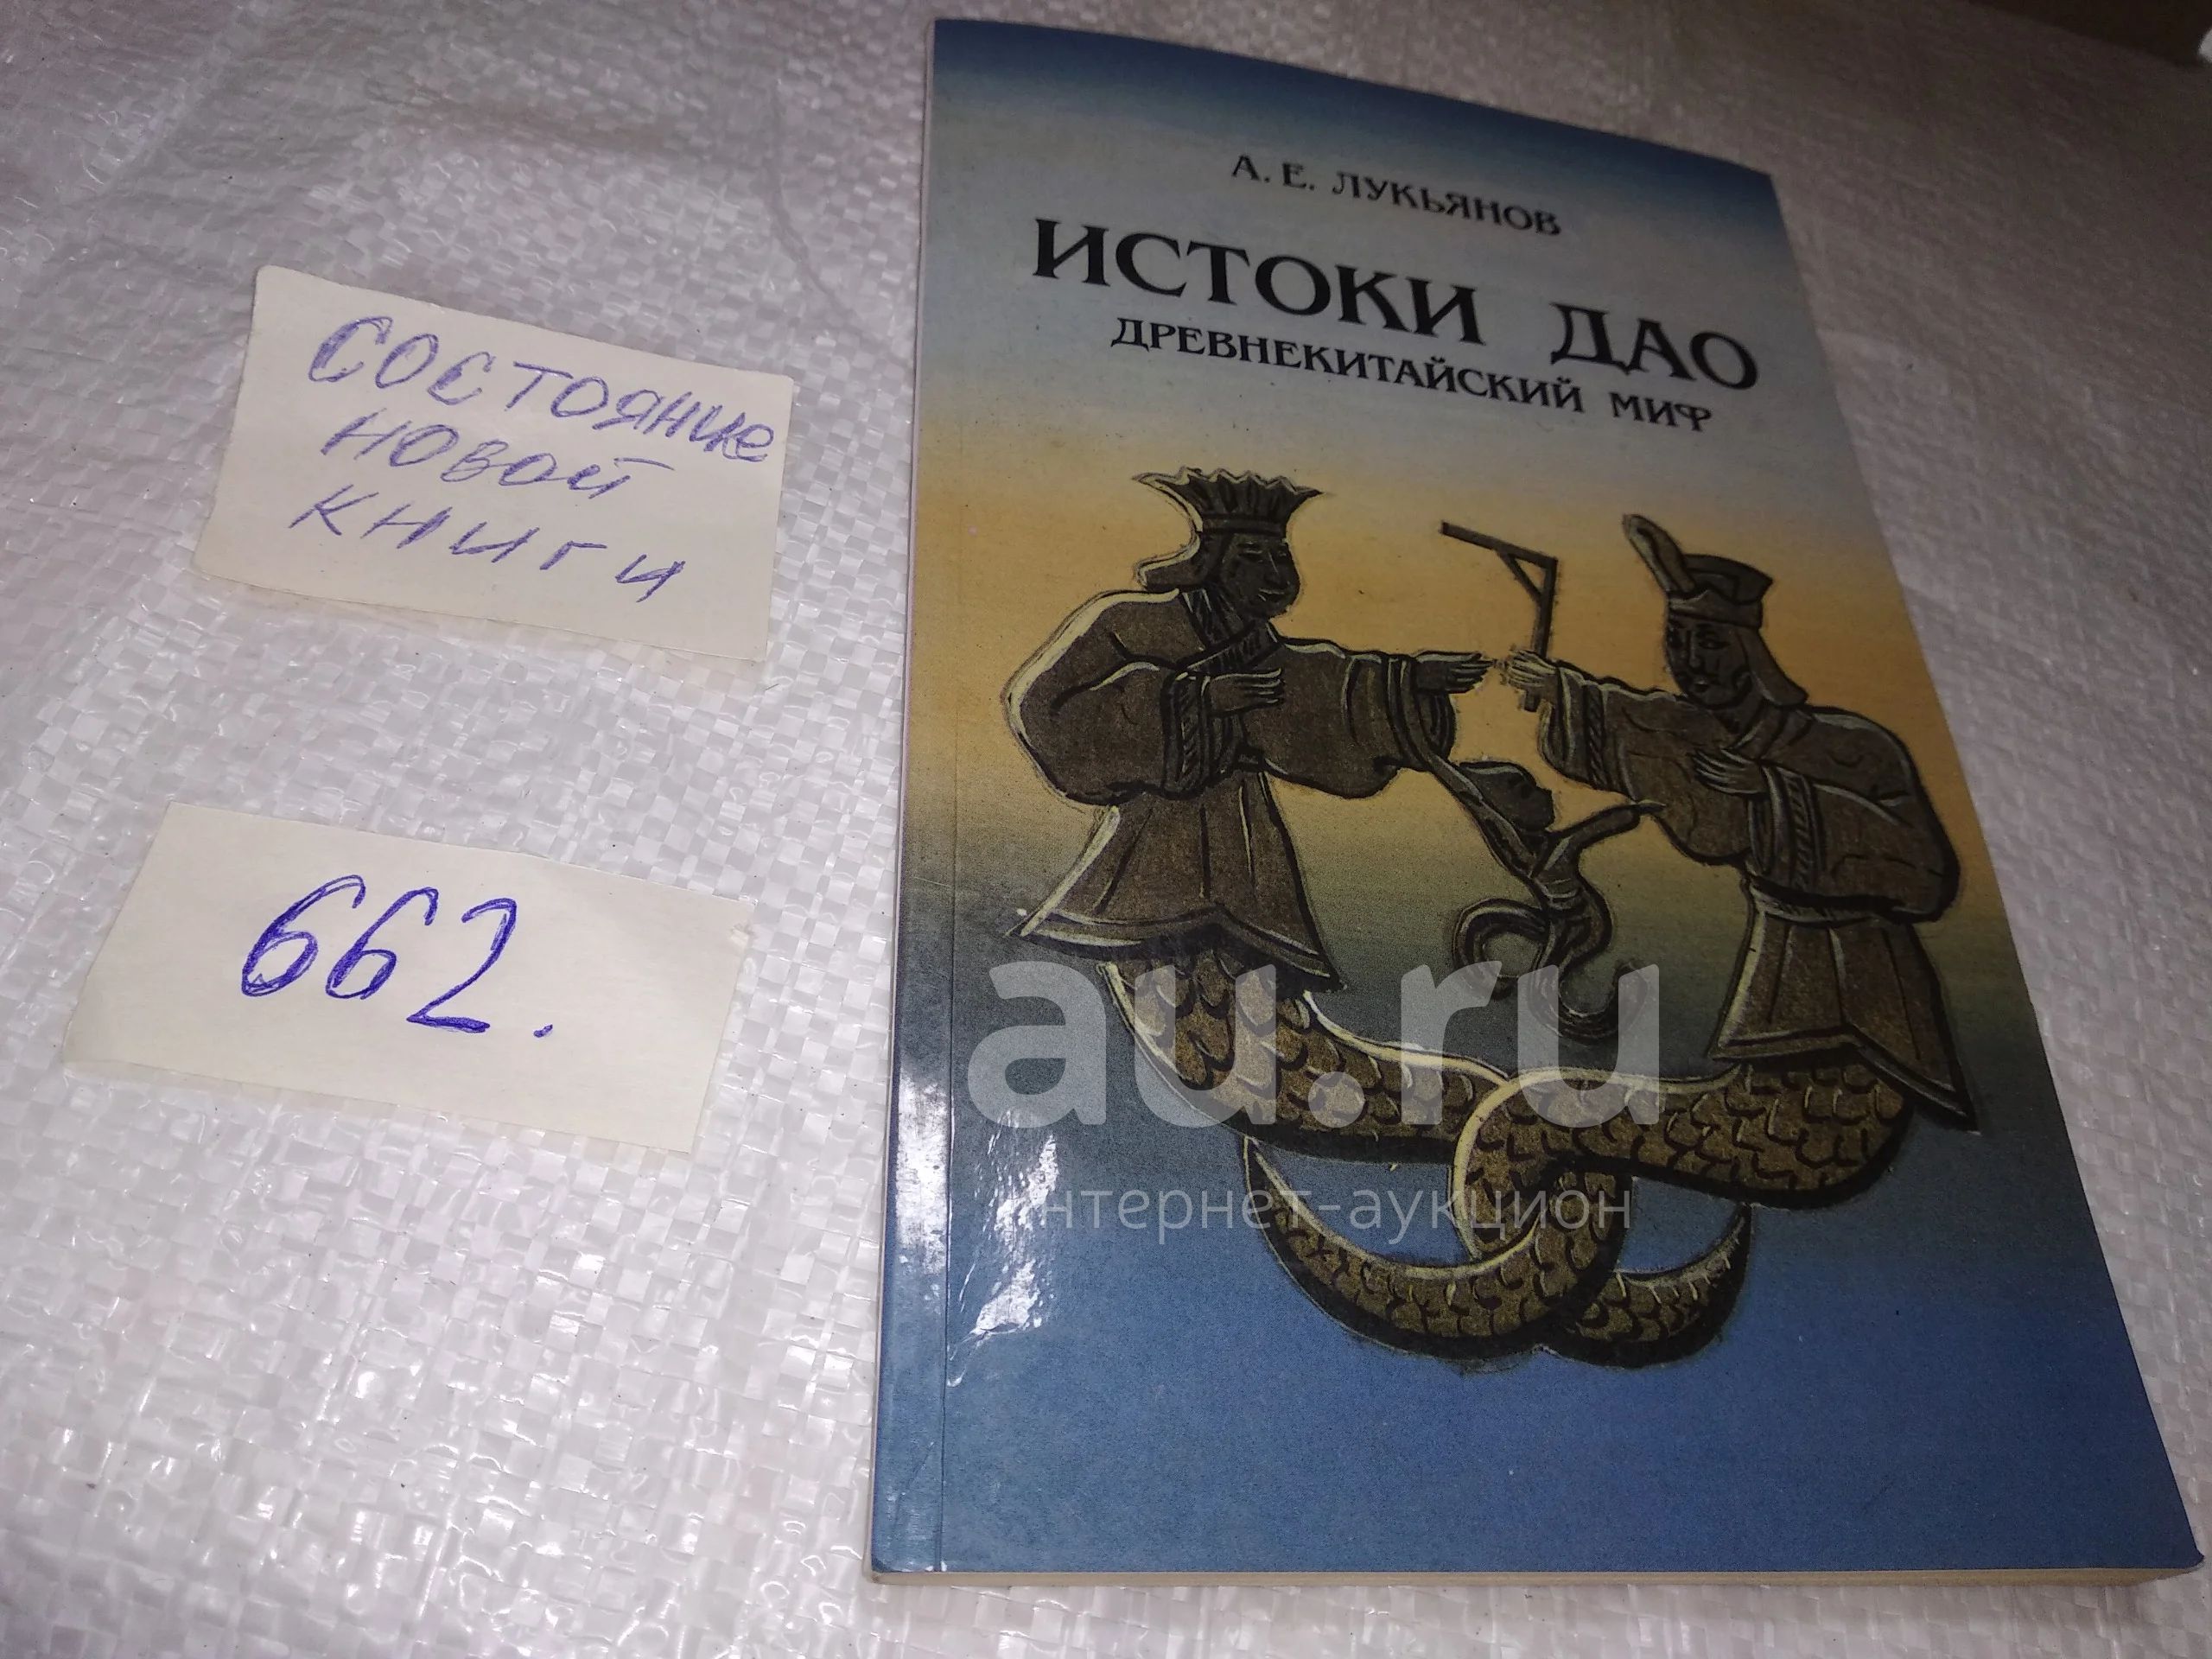 СОСТОЯНИЕ
НОВОЙ
КНИГИ
662.
А. Е. ЛУКЬЯНОВ
ИСТОКИ ДАО
ДРЕВНЕКИТАЙСКИЙ МИФ
au.ru
интернет-аукцион